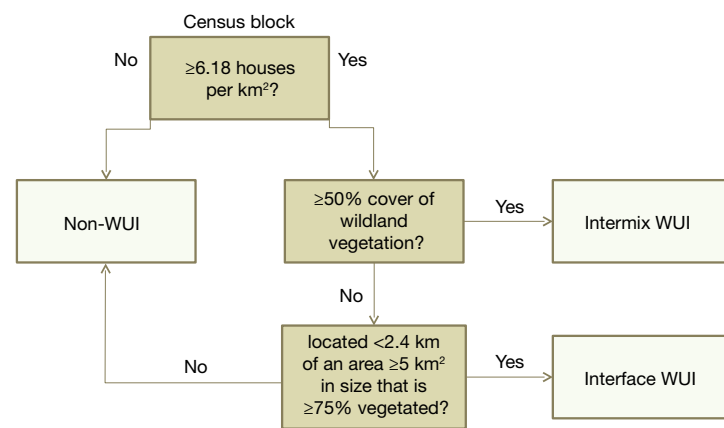 Census block
No
≥6.18 houses
per km²?
Yes
Non-WUI
≥50% cover of
wildland
vegetation?
Yes
Intermix WUI
No
located <2.4 km
of an area ≥5 km²
in size that is
≥75% vegetated?
No
Yes
Interface WUI